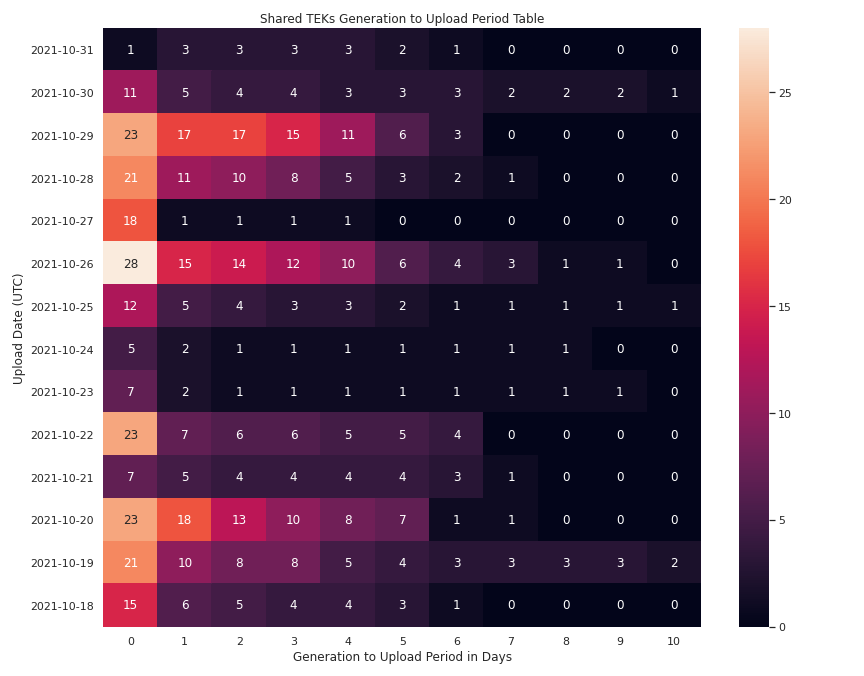 Shared TEKs Generation to Upload Period Table
Upload Date (UTC)
2021-10-31 1 3 3 3 3 2 1 0 0 0 0
2021-10-30 11 5 4 4 3 3 3 2 2 2 1
2021-10-29 23 17 17 15 11 6 3 0 0 0 0
2021-10-28 21 11 10 8 5 3 2 1 0 0 0
2021-10-27 18 1 1 1 1 0 0 0 0 0 0
2021-10-26 28 15 14 12 10 6 4 3 1 1 0
2021-10-25 12 5 4 3 3 2 1 1 1 1 1
2021-10-24 5 2 1 1 1 1 1 1 1 0 0
2021-10-23 7 2 1 1 1 1 1 1 1 1 0
2021-10-22 23 7 6 6 5 5 4 0 0 0 0
2021-10-21 7 5 4 4 4 4 3 1 0 0 0
2021-10-20 23 18 13 10 8 7 1 1 0 0 0
2021-10-19 21 10 8 8 5 4 3 3 3 3 2
2021-10-18 15 6 5 4 4 3 1 0 0 0 0
0 1 2 3 4 5 6 7 8 9 10
Generation to Upload Period in Days
25
20
15
10
5
0